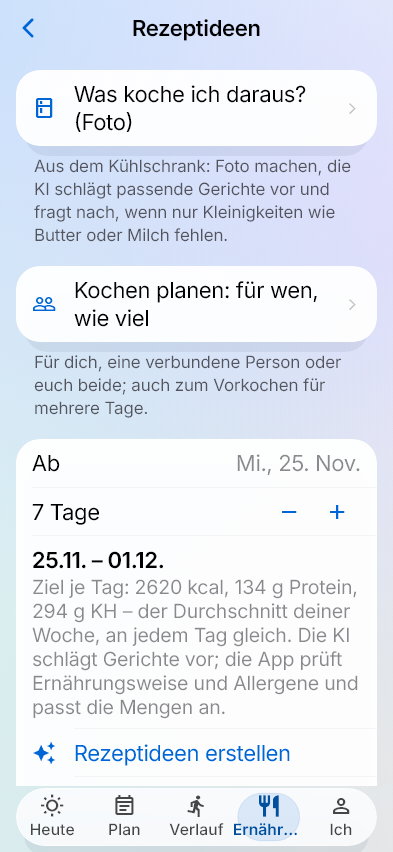 Rezeptideen
Was koche ich daraus?
(Foto)
Aus dem Kühlschrank: Foto machen, die
KI schlägt passende Gerichte vor und
fragt nach, wenn nur Kleinigkeiten wie
Butter oder Milch fehlen.
Kochen planen: für wen,
wie viel
Für dich, eine verbundene Person oder
euch beide; auch zum Vorkochen für
mehrere Tage.
Ab Mi., 25. Nov.
7 Tage − +
25.11. – 01.12.
Ziel je Tag: 2620 kcal, 134 g Protein,
294 g KH – der Durchschnitt deiner
Woche, an jedem Tag gleich. Die KI
schlägt Gerichte vor; die App prüft
Ernährungsweise und Allergene und
passt die Mengen an.
Rezeptideen erstellen
Heute Plan Verlauf Ernähr... Ich